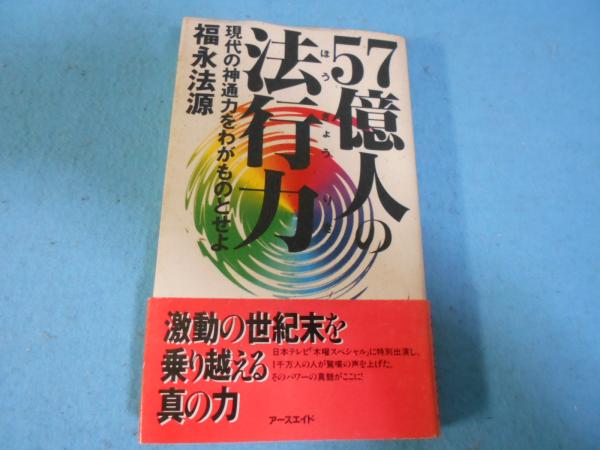 57億人の
法行力
ほうぎょうりき
現代の神通力をわがものとせよ
福永法源
激動の世紀末を
乗り越える
真の力
日本テレビ「木曜スペシャル」に特別出演し、
1千万人の人が驚嘆の声を上げた。
そのパワーの真髄がここに!
アースエイド